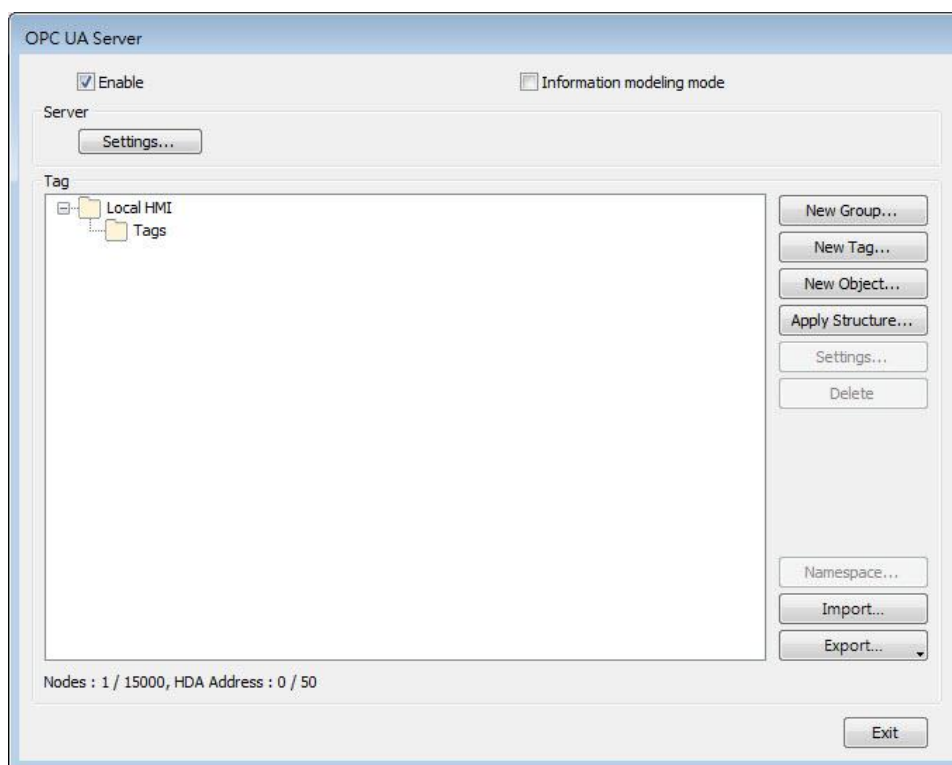 OPC UA Server
Enable
Information modeling mode
Server
Settings...
Tag
Local HMI
Tags
New Group...
New Tag...
New Object...
Apply Structure...
Settings...
Delete
Namespace...
Import...
Export...
Nodes : 1 / 15000, HDA Address : 0 / 50
Exit